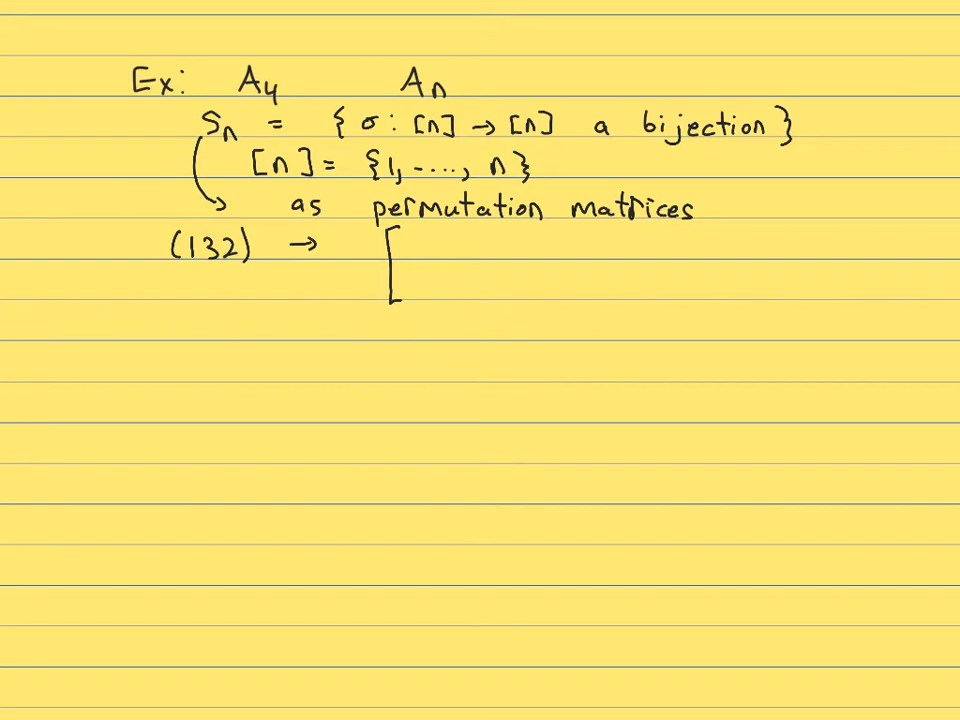 Ex: A4 An
Sn = { σ: [n] → [n] a bijection }
[n] = {1, ..., n}
as permutation matrices
(132) → [